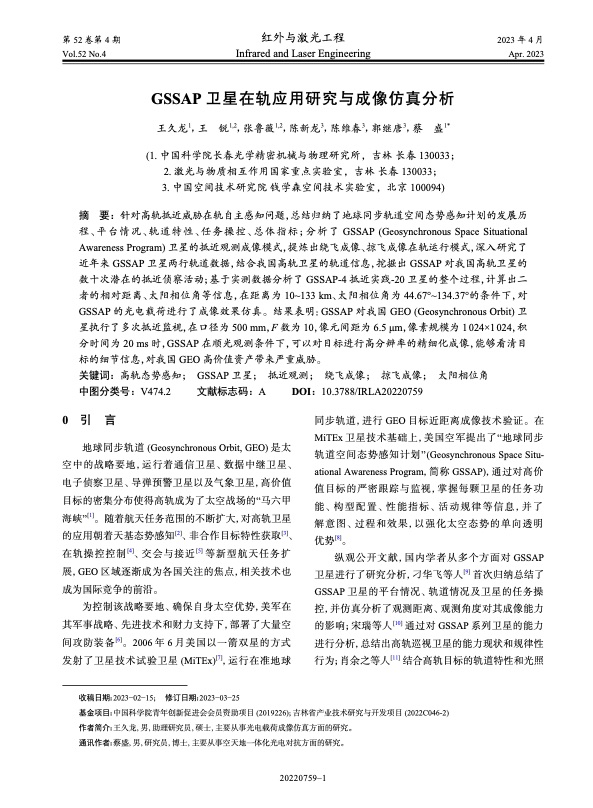 第 52 卷第 4 期
红外与激光工程
2023 年 4 月
Vol.52 No.4
Infrared and Laser Engineering
Apr. 2023
GSSAP 卫星在轨应用研究与成像仿真分析
王久龙1, 王 锐1,2, 张鲁薇1,2, 陈新龙3, 陈维春3, 郭继唐3, 蔡 盛1*
(1. 中国科学院长春光学精密机械与物理研究所，吉林 长春 130033；
2. 激光与物质相互作用国家重点实验室，吉林 长春 130033；
3. 中国空间技术研究院 钱学森空间技术实验室，北京 100094)
摘 要：针对高轨抵近威胁在轨自主感知问题, 总结归纳了地球同步轨道空间态势感知计划的发展历
程、平台情况、轨道特性、任务操控、总体指标；分析了 GSSAP (Geosynchronous Space Situational
Awareness Program) 卫星的抵近观测成像模式，提炼出绕飞成像、掠飞成像在轨运行模式，深入研究了
近年来 GSSAP 卫星两行轨道数据，结合我国高轨卫星的轨道信息，挖掘出 GSSAP 对我国高轨卫星的
数十次潜在的抵近侦察活动；基于实测数据分析了 GSSAP-4 抵近实践-20 卫星的整个过程，计算出二
者的相对距离、太阳相位角等信息，在距离为 10~133 km、太阳相位角为 44.67°~134.37°的条件下，对
GSSAP 的光电载荷进行了成像效果仿真。结果表明：GSSAP 对我国 GEO (Geosynchronous Orbit) 卫
星执行了多次抵近监视，在口径为 500 mm, F 数为 10, 像元间距为 6.5 μm, 像素规模为 1 024×1 024, 积
分时间为 20 ms 时，GSSAP 在顺光观测条件下，可以对目标进行高分辨率的精细化成像，能够看清目
标的细节信息，对我国 GEO 高价值资产带来严重威胁。
关键词：高轨态势感知； GSSAP 卫星； 抵近观测； 绕飞成像； 掠飞成像； 太阳相位角
中图分类号：V474.2 文献标志码：A DOI：10.3788/IRLA20220759
0 引 言
地球同步轨道 (Geosynchronous Orbit, GEO) 是太
空中的战略要地，运行着通信卫星、数据中继卫星、
电子侦察卫星、导弹预警卫星以及气象卫星，高价值
目标的密集分布使得高轨成为了太空战场的“马六甲
海峡”[1]。随着航天任务范围的不断扩大，对高轨卫星
的应用朝着天基态势感知[2]、非合作目标特性获取[3]、
在轨操控控制[4]、交会与接近[5] 等新型航天任务扩
展，GEO 区域逐渐成为各国关注的焦点，相关技术也
成为国际竞争的前沿。
为控制该战略要地、确保自身太空优势，美军在
其军事战略、先进技术和财力支持下，部署了大量空
间攻防装备[6]。2006 年 6 月美国以一箭双星的方式
发射了卫星技术试验卫星 (MiTEx)[7], 运行在准地球
同步轨道，进行 GEO 目标近距离成像技术验证。在
MiTEx 卫星技术基础上，美国空军提出了“地球同步
轨道空间态势感知计划”(Geosynchronous Space Situ-
ational Awareness Program, 简称 GSSAP), 通过对高价
值目标的严密跟踪与监视，掌握每颗卫星的任务功
能、构型配置、性能指标、活动规律等信息，并了
解意图、过程和效果，以强化太空态势的单向透明
优势[8]。
纵观公开文献，国内学者从多个方面对 GSSAP
卫星进行了研究分析，刁华飞等人[9] 首次归纳总结了
GSSAP 卫星的平台情况、轨道情况及卫星的任务操
控，并仿真分析了观测距离、观测角度对其成像能力
的影响；宋瑞等人[10] 通过对 GSSAP 系列卫星的能力
进行分析，总结出高轨巡视卫星的能力现状和规律性
行为；肖余之等人[11] 结合高轨目标的轨道特性和光照
收稿日期:2023−02−15； 修订日期:2023−03−25
基金项目:中国科学院青年创新促进会会员资助项目 (2019226)；吉林省产业技术研究与开发项目 (2022C046-2)
作者简介:王久龙, 男, 助理研究员, 硕士, 主要从事光电载荷成像仿真方面的研究。
通讯作者:蔡盛, 男, 研究员, 博士, 主要从事空天地一体化光电对抗方面的研究。
20220759−1